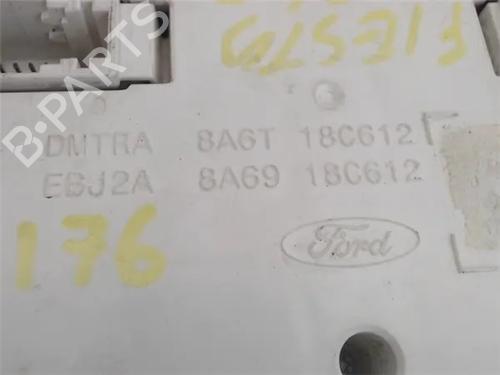 FIESTA
DMTRA 8A6T 18C612
EBJ2A 8A69 18C612
176
Ford
B-PARTS